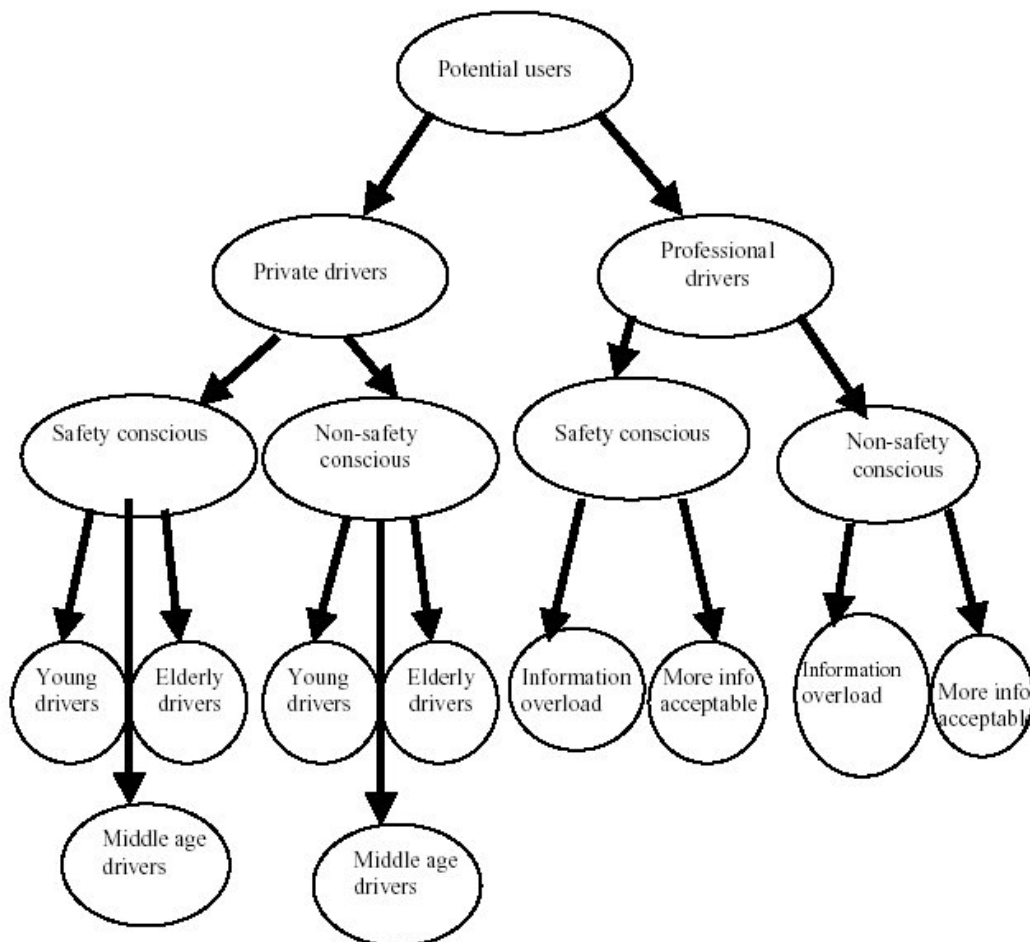 Potential users
Private drivers
Professional
drivers
Safety conscious
Non-safety
conscious
Safety conscious
Non-safety
conscious
Young
drivers
Elderly
drivers
Young
drivers
Elderly
drivers
Information
overload
More info
acceptable
Information
overload
More info
acceptable
Middle age
drivers
Middle age
drivers